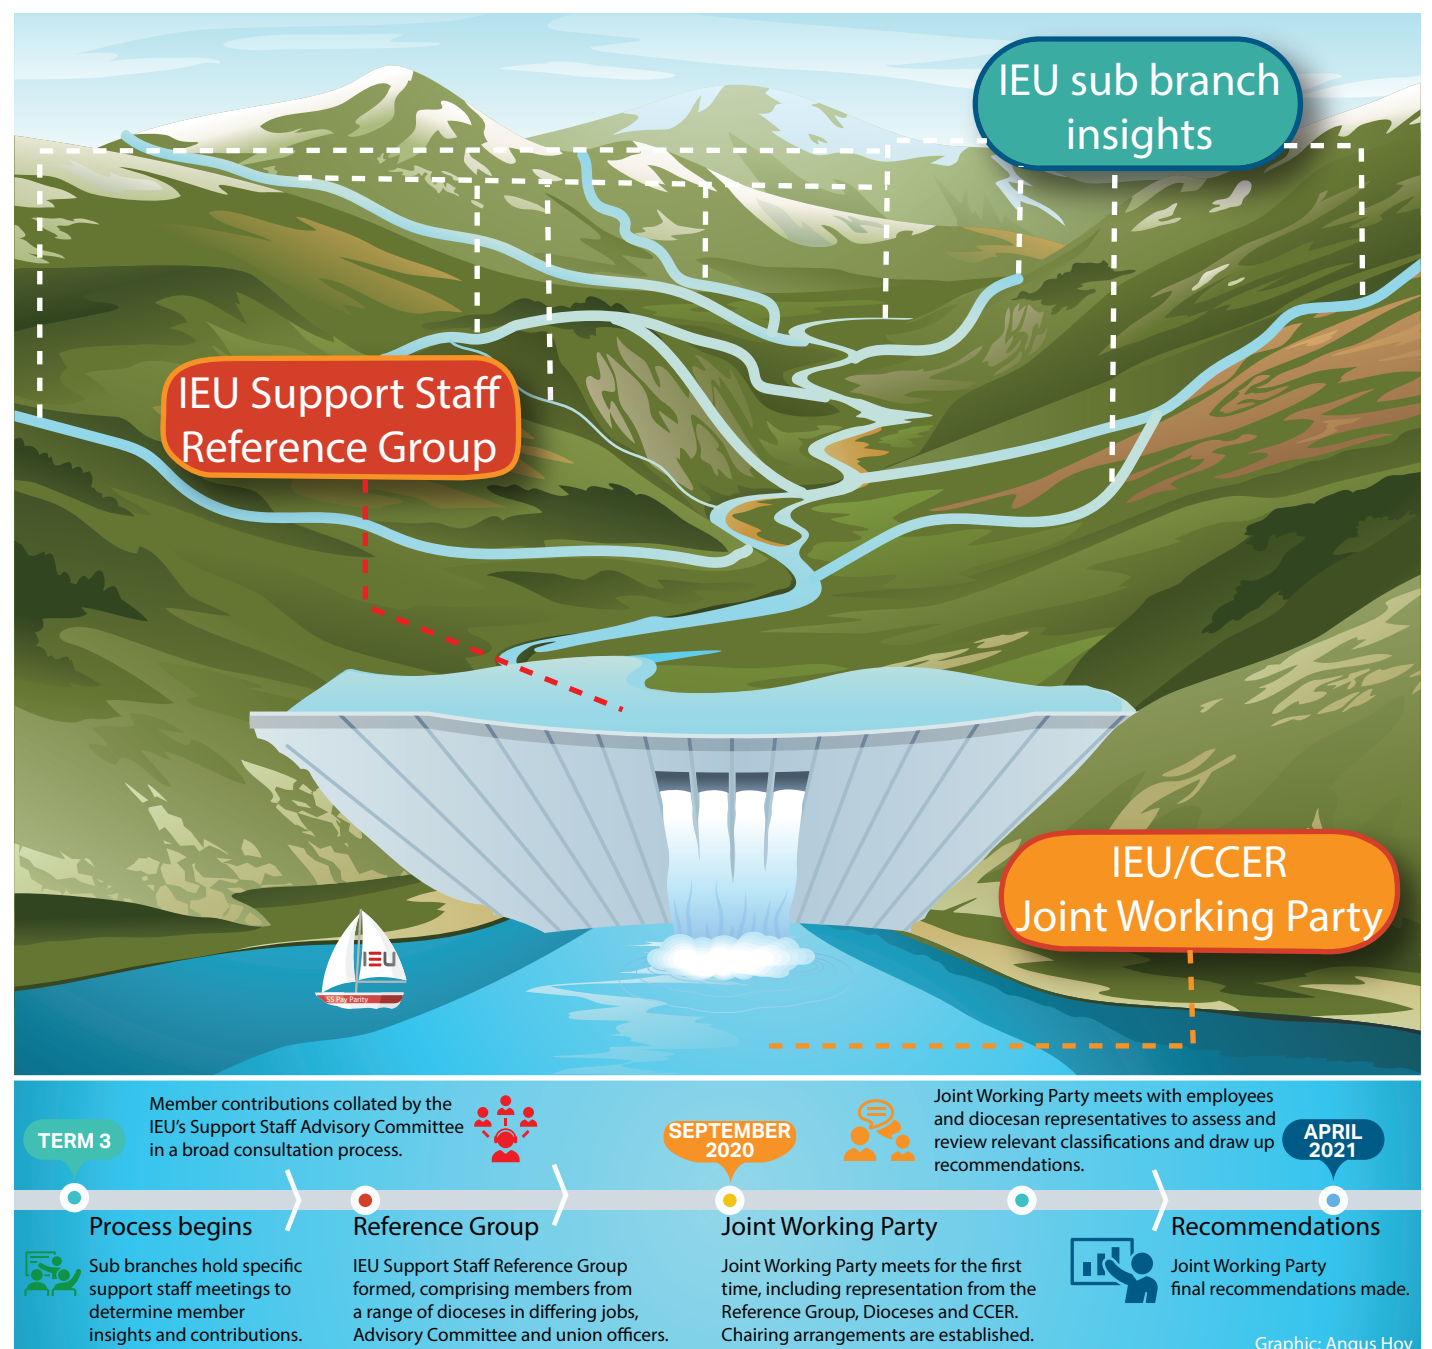 IEU sub branch
insights
IEU Support Staff
Reference Group
IEU/CCER
Joint Working Party
IEU
SS Pay Parity
TERM 3
Member contributions collated by the
IEU's Support Staff Advisory Committee
in a broad consultation process.
SEPTEMBER
2020
Joint Working Party meets with employees
and diocesan representatives to assess and
review relevant classifications and draw up
recommendations.
APRIL
2021
Process begins
Sub branches hold specific
support staff meetings to
determine member
insights and contributions.
Reference Group
IEU Support Staff Reference Group
formed, comprising members from
a range of dioceses in differing jobs,
Advisory Committee and union officers.
Joint Working Party
Joint Working Party meets for the first
time, including representation from the
Reference Group, Dioceses and CCER.
Chairing arrangements are established.
Recommendations
Joint Working Party
final recommendations made.
Graphic: Angus Hoy